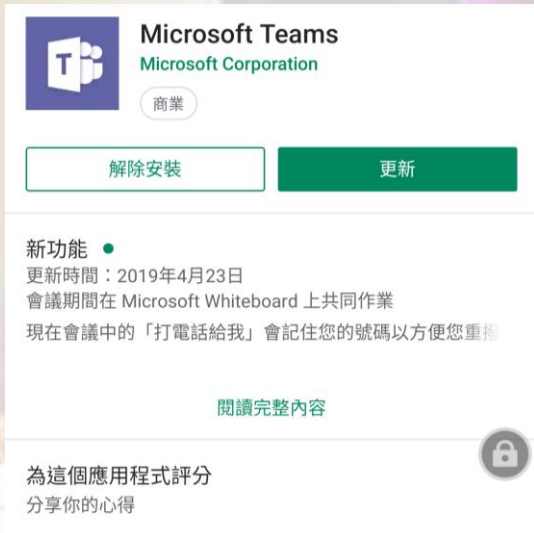 Microsoft Teams
Microsoft Corporation
商業
解除安裝
更新
新功能
更新時間：2019年4月23日
會議期間在 Microsoft Whiteboard 上共同作業
現在會議中的「打電話給我」會記住您的號碼以方便您重撥
閱讀完整內容
為這個應用程式評分
分享你的心得